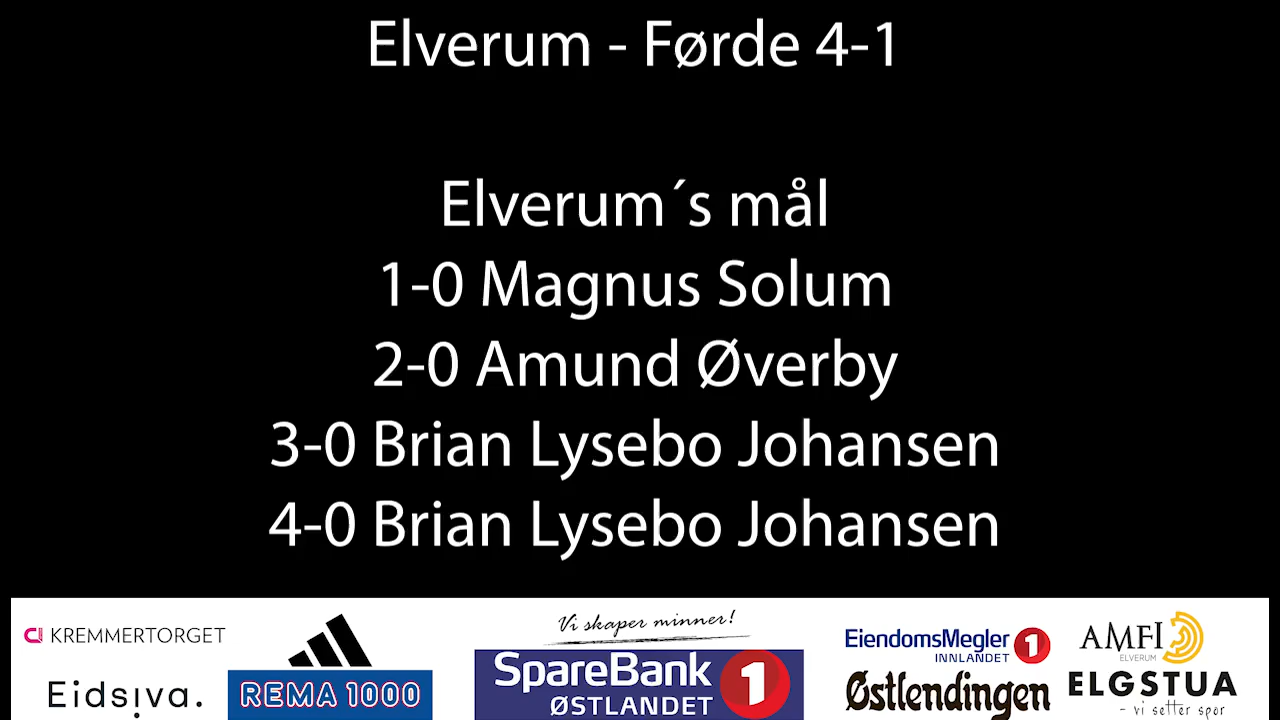 Elverum - Førde 4-1
Elverum´s mål
1-0 Magnus Solum
2-0 Amund Øverby
3-0 Brian Lysebo Johansen
4-0 Brian Lysebo Johansen
Vi skaper minner!
KREMMERTORGET
EiendomsMegler 1
INNLANDET
AMFI
ELVERUM
Eidsiva.
REMA 1000
SpareBank 1
ØSTLANDET
Østlendingen
ELGSTUA
- vi setter spor